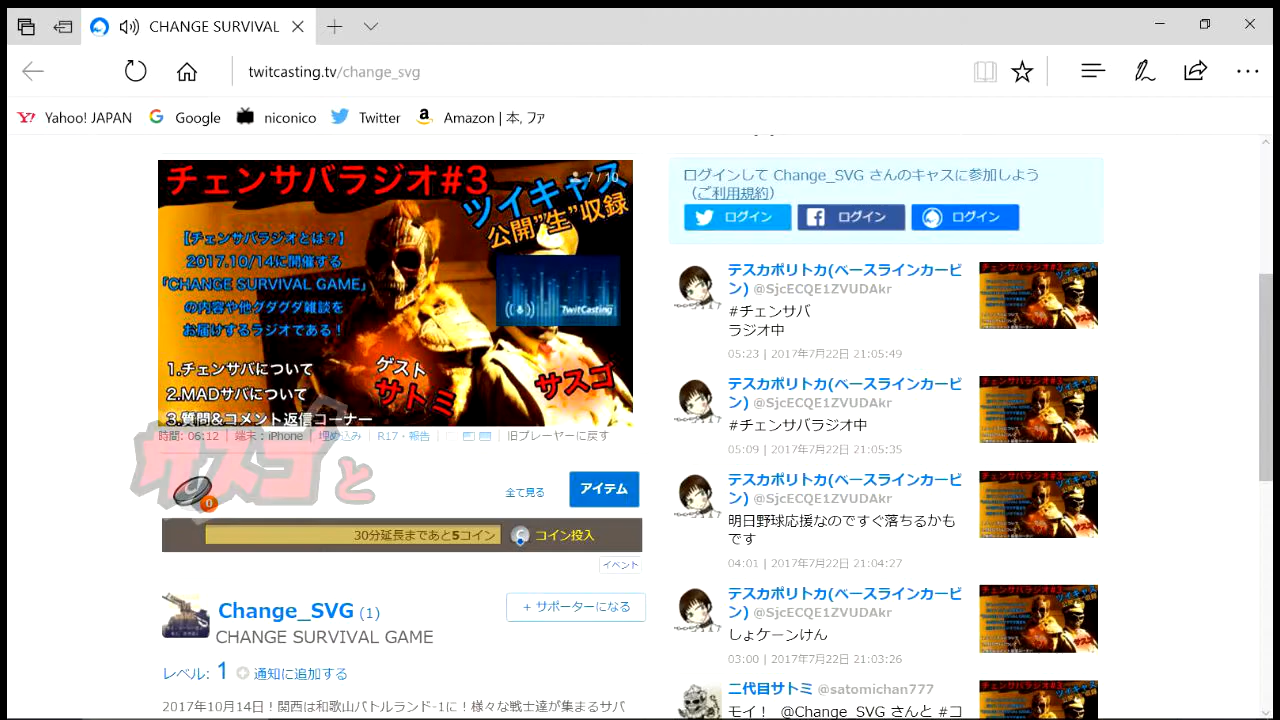 CHANGE SURVIVAL
twitcasting.tv/change_svg
Yahoo! JAPAN
Google
niconico
Twitter
Amazon | 本, ファ
チェンサバラジオ#3
7 / 10
ツイキャス
公開"生"収録
【チェンサバラジオとは?】
2017.10/14に開催する
「CHANGE SURVIVAL GAME」
の内容や他グダグダ雑談を
お届けするラジオである!
TwitCasting
1.チェンサバについて
2.MADサバについて
3.質問&コメント返信コーナー
ゲスト
サトミ
サスゴ
時間: 06:12 | 端末 : iPhone | 埋め込み | R17・報告 | 旧プレーヤーに戻す
サスゴと
0
全て見る
アイテム
30分延長まであと5コイン
コイン投入
イベント
Change_SVG (1)
+ サポーターになる
CHANGE SURVIVAL GAME
レベル: 1 通知に追加する
2017年10月14日！関西は和歌山バトルランド-1に！様々な戦士達が集まるサバ
ログインして Change_SVG さんのキャスに参加しよう
（ご利用規約）
ログイン
ログイン
ログイン
テスカポリトカ(ベースラインカービ
ン) @SjcECQE1ZVUDAkr
#チェンサバ
ラジオ中
05:23 | 2017年7月22日 21:05:49
テスカポリトカ(ベースラインカービ
ン) @SjcECQE1ZVUDAkr
#チェンサバラジオ中
05:09 | 2017年7月22日 21:05:35
テスカポリトカ(ベースラインカービ
ン) @SjcECQE1ZVUDAkr
明日野球応援なのですぐ落ちるかも
です
04:01 | 2017年7月22日 21:04:27
テスカポリトカ(ベースラインカービ
ン) @SjcECQE1ZVUDAkr
しょケーンけん
03:00 | 2017年7月22日 21:03:26
二代目サトミ @satomichan777
モイ！ @Change_SVG さんと #コ